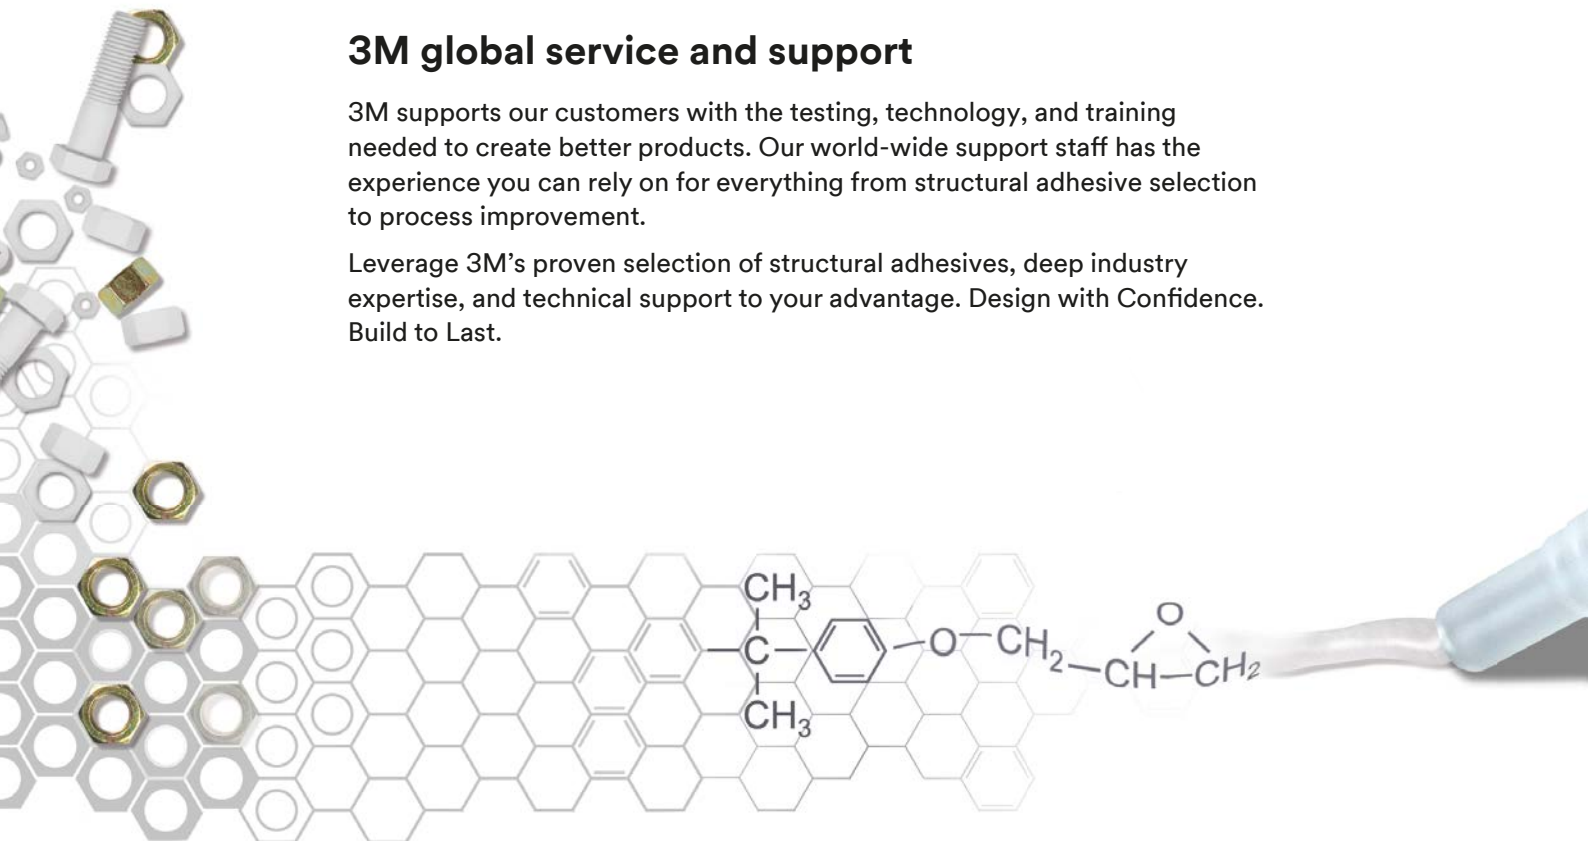 3M global service and support
3M supports our customers with the testing, technology, and training
needed to create better products. Our world-wide support staff has the
experience you can rely on for everything from structural adhesive selection
to process improvement.
Leverage 3M’s proven selection of structural adhesives, deep industry
expertise, and technical support to your advantage. Design with Confidence.
Build to Last.
CH₃
C
O
CH₂
CH
O
CH₂
CH₃